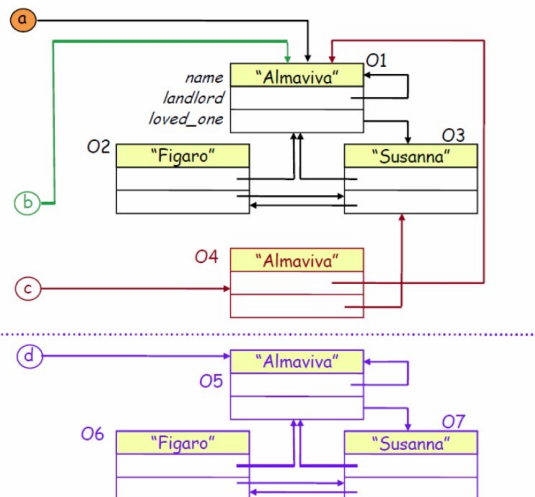 a
O1
name "Almaviva"
landlord
loved_one
O2 O3
"Figaro" "Susanna"
b
O4 "Almaviva"
c
d "Almaviva"
O5
O6 O7
"Figaro" "Susanna"